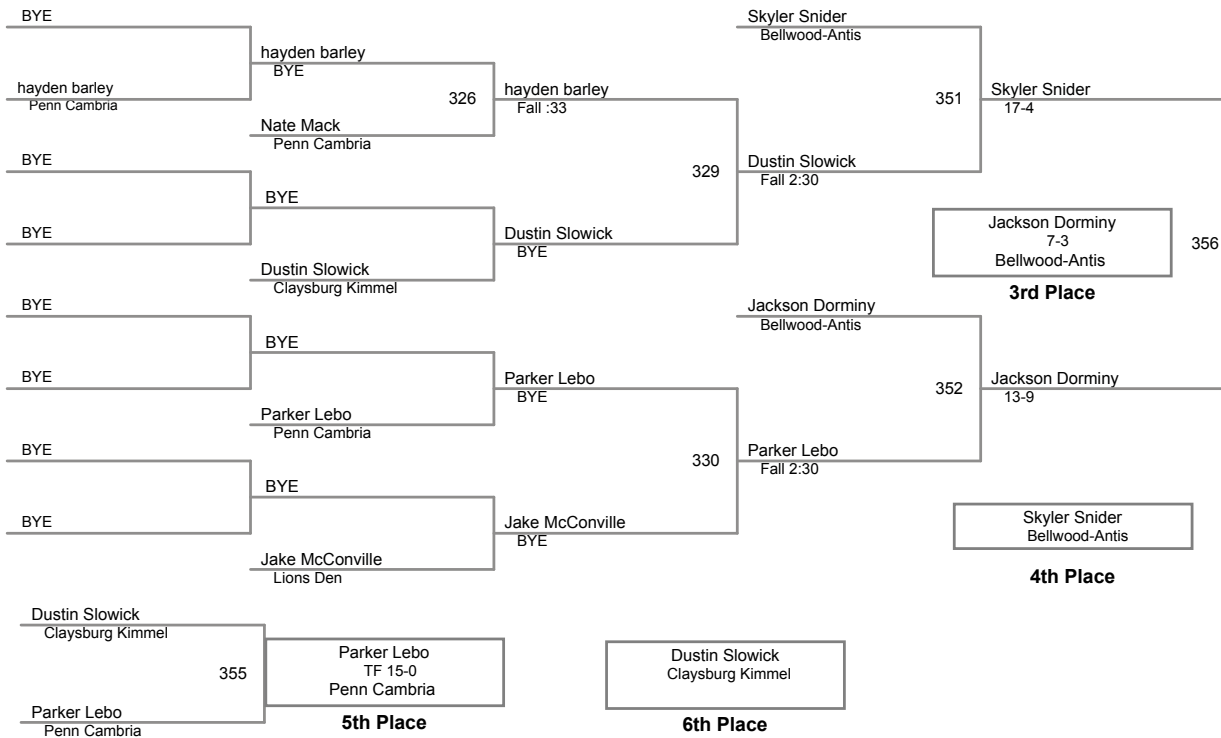 BYE
hayden barley
Penn Cambria
BYE
BYE
BYE
BYE
BYE
BYE
hayden barley
BYE
326
Nate Mack
Penn Cambria
BYE
Dustin Slowick
Claysburg Kimmel
BYE
Parker Lebo
Penn Cambria
BYE
Jake McConville
Lions Den
hayden barley
Fall :33
329
Dustin Slowick
BYE
Parker Lebo
BYE
330
Jake McConville
BYE
Skyler Snider
Bellwood-Antis
351
Dustin Slowick
Fall 2:30
Jackson Dorminy
Bellwood-Antis
352
Parker Lebo
Fall 2:30
Skyler Snider
17-4
Jackson Dorminy
7-3
Bellwood-Antis
356
3rd Place
Jackson Dorminy
13-9
Skyler Snider
Bellwood-Antis
4th Place
Dustin Slowick
Claysburg Kimmel
355
Parker Lebo
Penn Cambria
Parker Lebo
TF 15-0
Penn Cambria
5th Place
Dustin Slowick
Claysburg Kimmel
6th Place